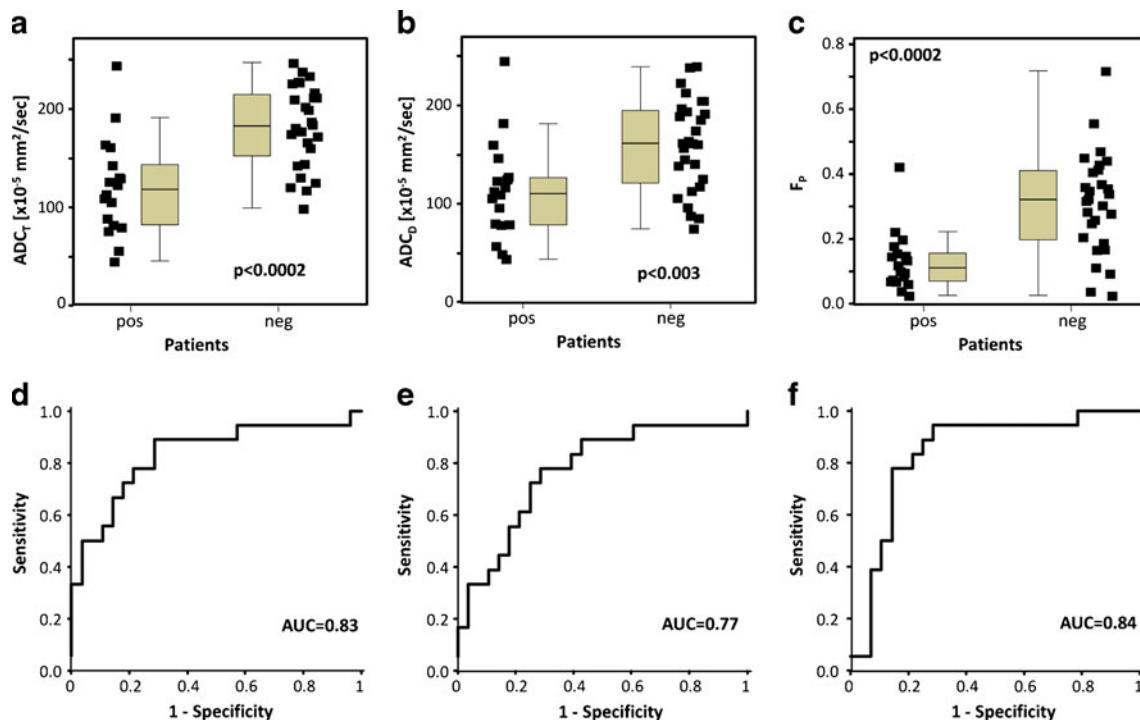 a
ADC_T [x10⁻⁵ mm²/sec]
200
100
0
p<0.0002
pos
neg
Patients
b
ADC_D [x10⁻⁵ mm²/sec]
200
100
0
p<0.003
pos
neg
Patients
c
F_P
0.8
0.6
0.4
0.2
0.0
p<0.0002
pos
neg
Patients
d
Sensitivity
1.0
0.8
0.6
0.4
0.2
0.0
AUC=0.83
0 0.2 0.4 0.6 0.8 1
1 - Specificity
e
Sensitivity
1.0
0.8
0.6
0.4
0.2
0.0
AUC=0.77
0 0.2 0.4 0.6 0.8 1
1 - Specificity
f
Sensitivity
1.0
0.8
0.6
0.4
0.2
0.0
AUC=0.84
0 0.2 0.4 0.6 0.8 1
1 - Specificity